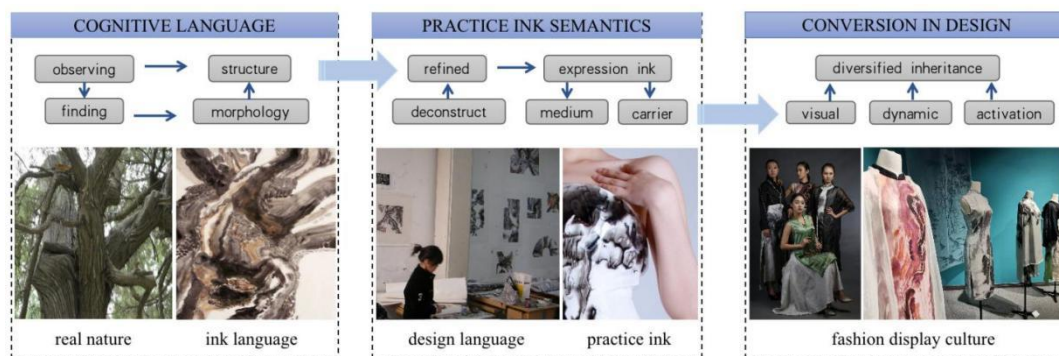 COGNITIVE LANGUAGE
observing
structure
finding
morphology
real nature
ink language
PRACTICE INK SEMANTICS
refined
expression ink
deconstruct
medium
carrier
design language
practice ink
CONVERSION IN DESIGN
diversified inheritance
visual
dynamic
activation
fashion display culture